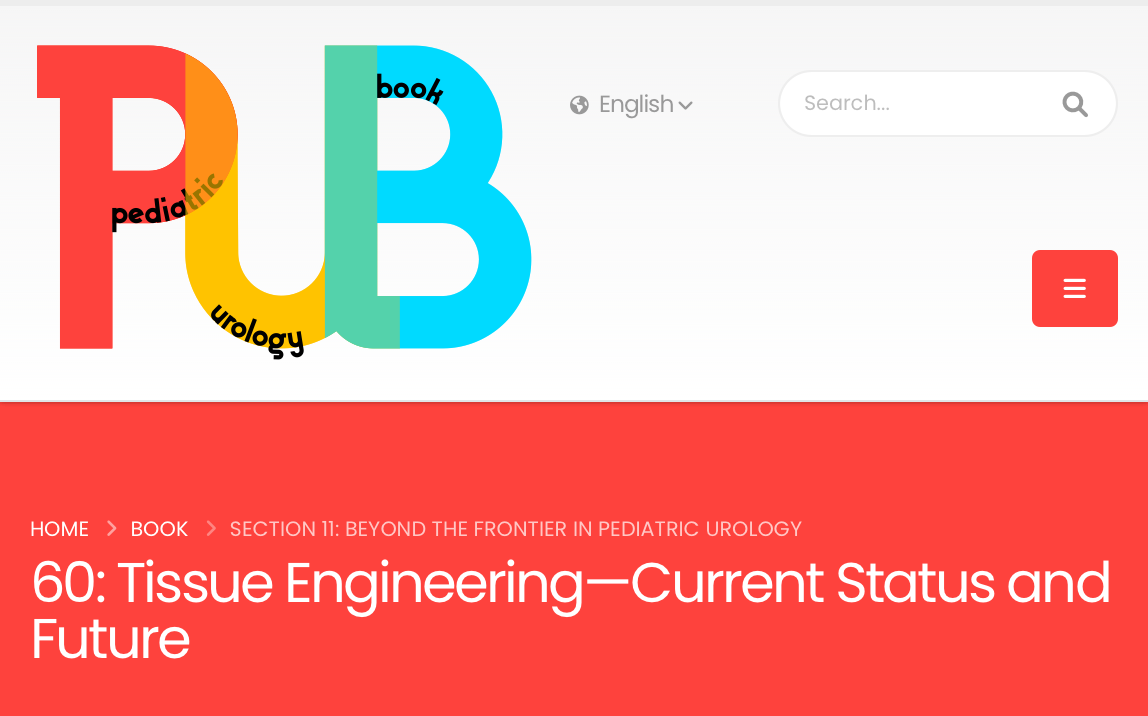 PUB
book
pediatric
urology
English
Search...
HOME BOOK SECTION 11: BEYOND THE FRONTIER IN PEDIATRIC UROLOGY
60: Tissue Engineering—Current Status and
Future